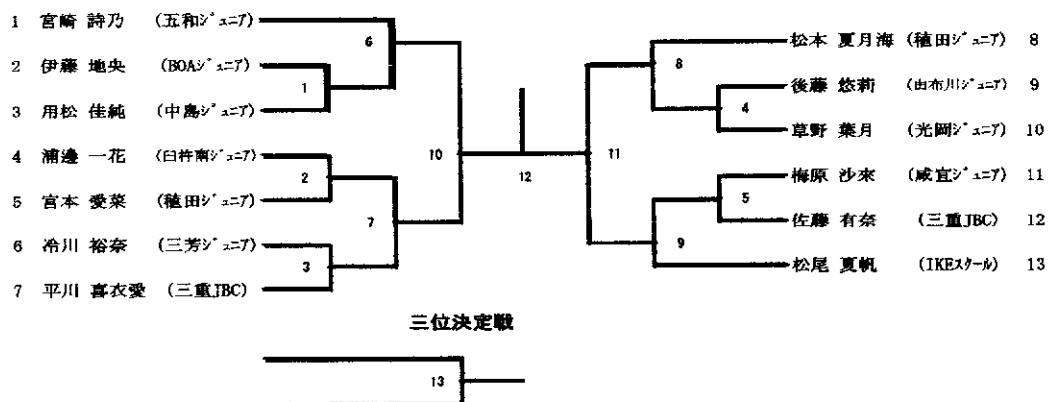 1 宮崎 詩乃 (五和ジュニア)
2 伊藤 地央 (BOAジュニア)
3 用松 佳純 (中島ジュニア)
4 浦邊 一花 (臼杵南ジュニア)
5 宮本 愛菜 (稙田ジュニア)
6 冷川 裕奈 (三芳ジュニア)
7 平川 喜衣愛 (三重JBC)
6
1
2
7
3
10
12
11
8
4
5
9
松本 夏月海 (稙田ジュニア) 8
後藤 悠莉 (由布川ジュニア) 9
草野 葉月 (光岡ジュニア) 10
梅原 沙來 (咸宜ジュニア) 11
佐藤 有奈 (三重JBC) 12
松尾 夏帆 (IKEスクール) 13
三位決定戦
13